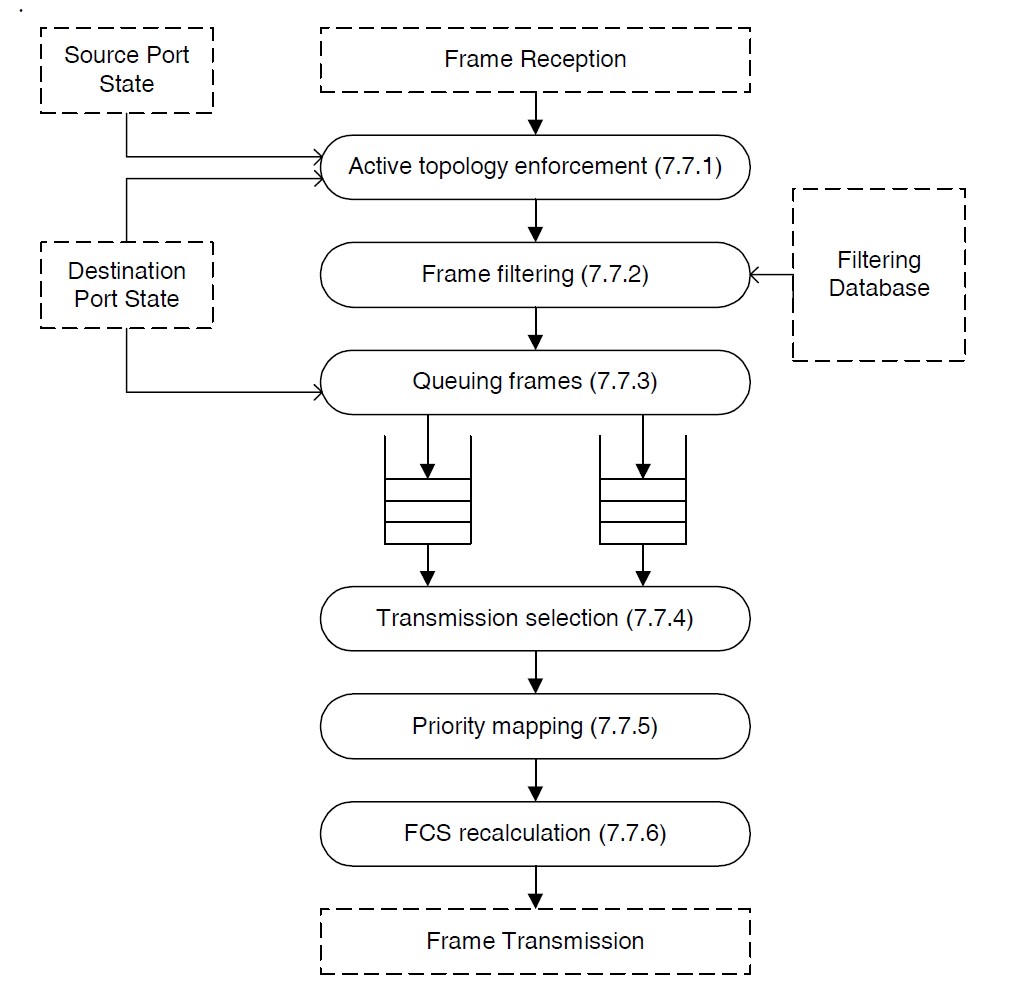 Source Port
State
Frame Reception
Active topology enforcement (7.7.1)
Destination
Port State
Frame filtering (7.7.2)
Filtering
Database
Queuing frames (7.7.3)
Transmission selection (7.7.4)
Priority mapping (7.7.5)
FCS recalculation (7.7.6)
Frame Transmission